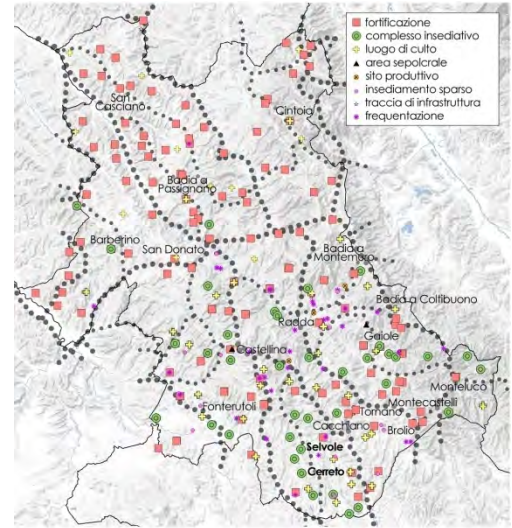 fortificazione
complesso insediativo
luogo di culto
area sepolcrale
sito produttivo
insediamento sparso
traccia di infrastruttura
frequentazione
San
Casciano
Cintoia
Badia a
Passignano
Barberino
San Donato
Badia a
Montemuro
Badia a Coltibuono
Radda
Gaiole
Castellina
Monteluco
Montecastelli
Fonterutoli
Tornano
Cacchiano
Brolio
Selvole
Cerreto